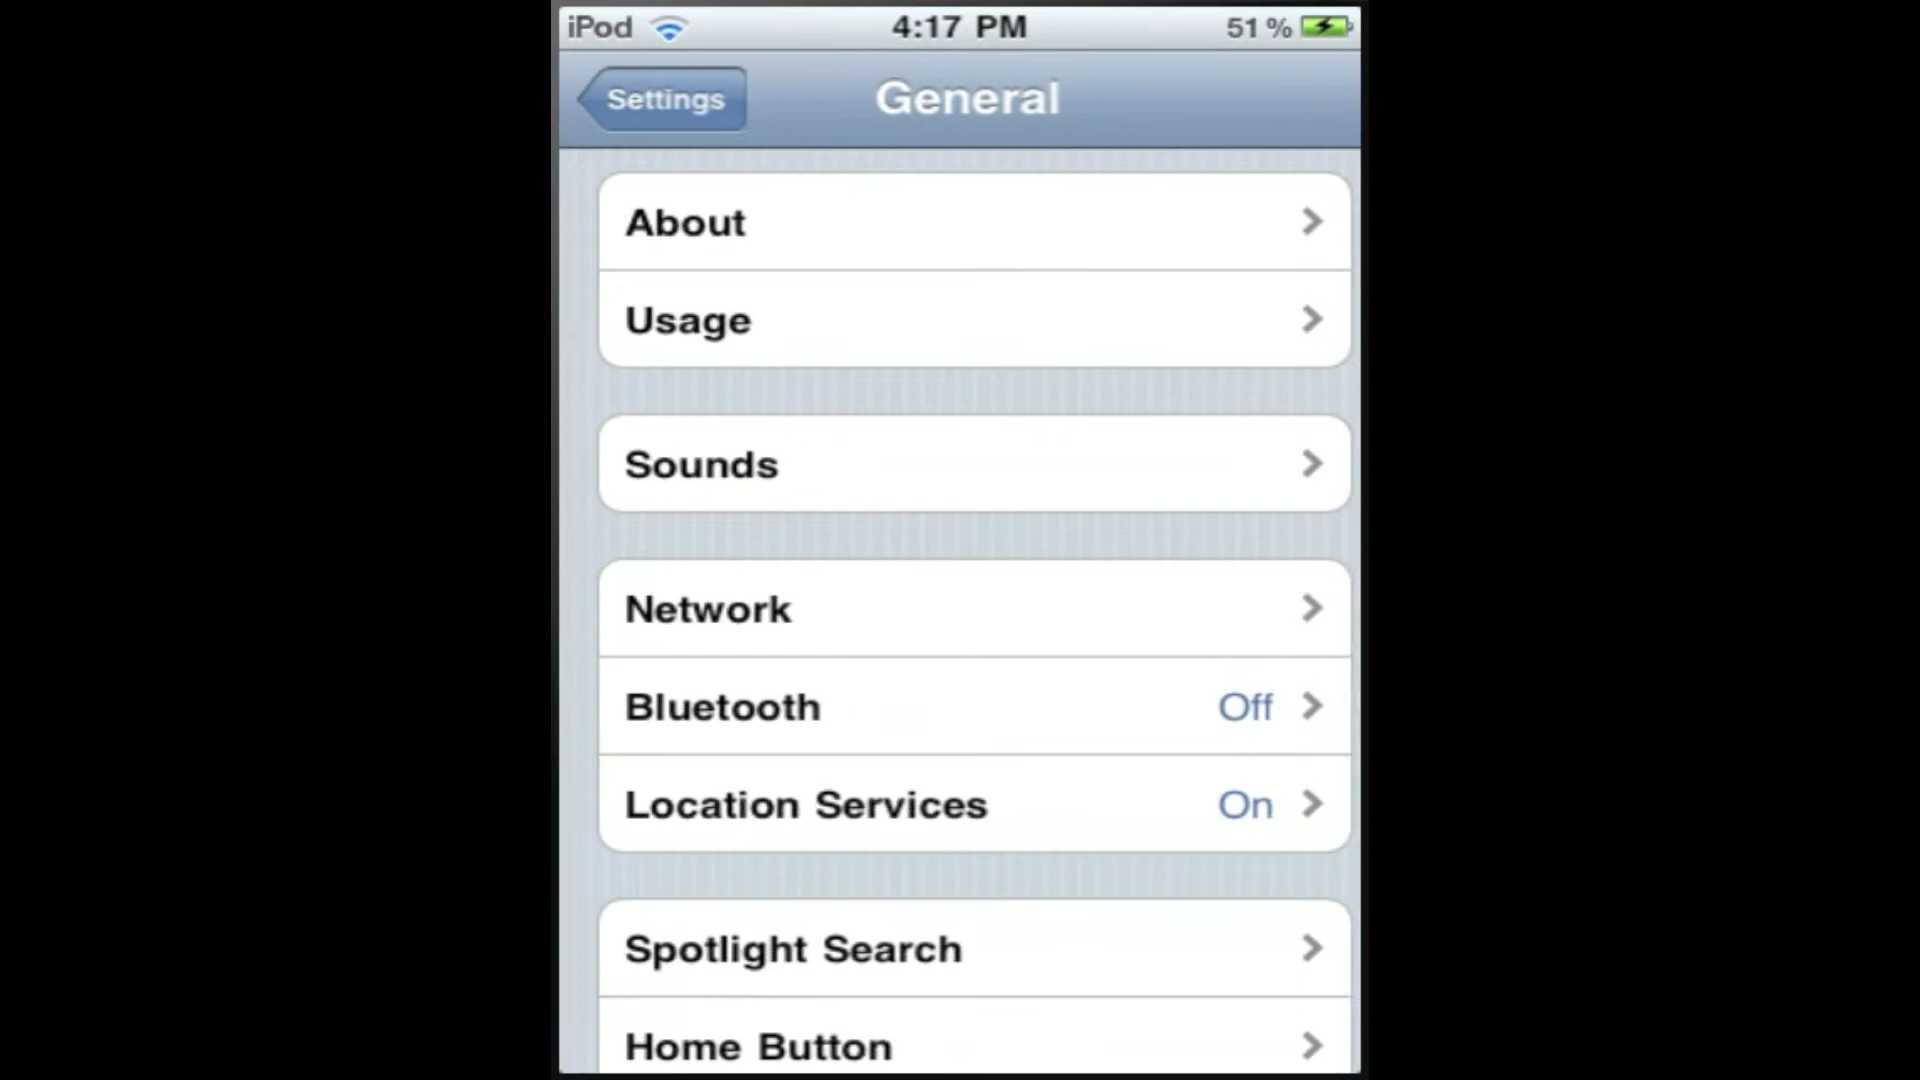 iPod 4:17 PM 51 %
Settings General
About
Usage
Sounds
Network
Bluetooth Off
Location Services On
Spotlight Search
Home Button